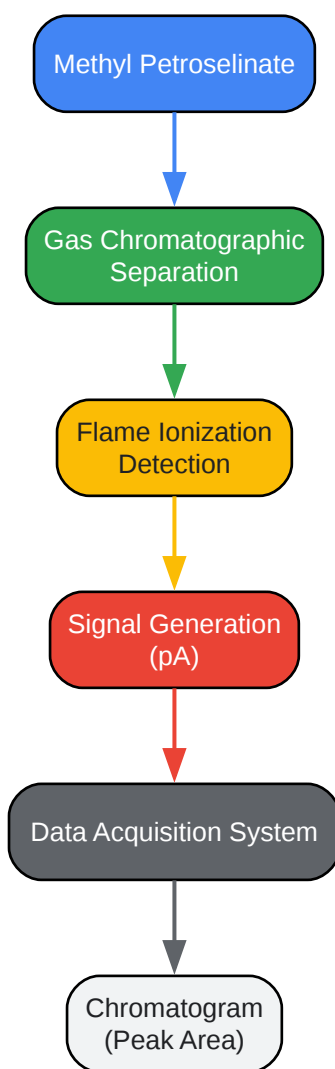 Methyl Petroselinate
Gas Chromatographic
Separation
Flame Ionization
Detection
Signal Generation
(pA)
Data Acquisition System
Chromatogram
(Peak Area)